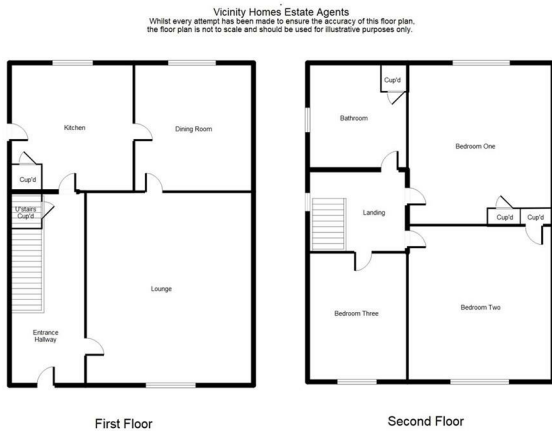 Vicinity Homes Estate Agents
Whilst every attempt has been made to ensure the accuracy of this floor plan,
the floor plan is not to scale and should be used for illustrative purposes only.
Kitchen
Dining Room
Cup'd
U'stairs
Cup'd
Lounge
Entrance
Hallway
First Floor
Cup'd
Bathroom
Bedroom One
Landing
Cup'd
Cup'd
Bedroom Three
Bedroom Two
Second Floor